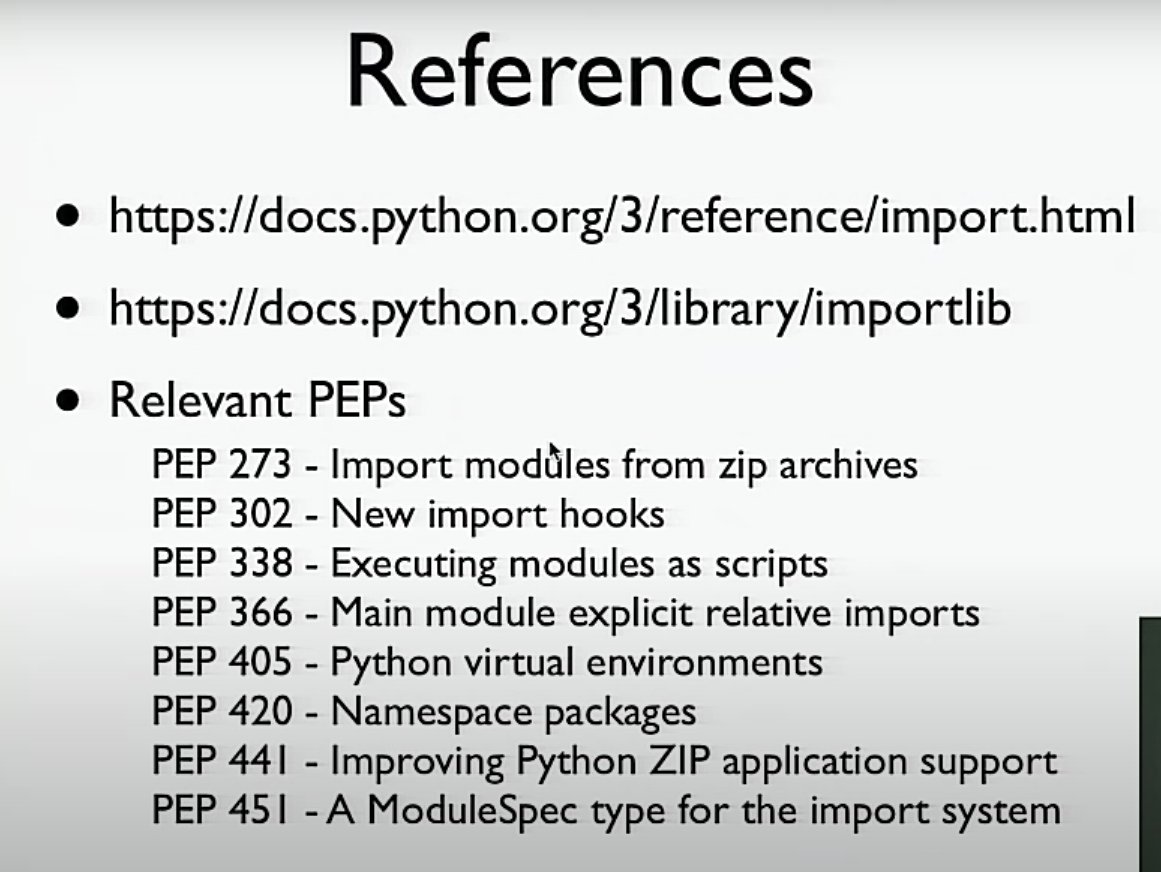 References
• https://docs.python.org/3/reference/import.html
• https://docs.python.org/3/library/importlib
• Relevant PEPs
PEP 273 - Import modules from zip archives
PEP 302 - New import hooks
PEP 338 - Executing modules as scripts
PEP 366 - Main module explicit relative imports
PEP 405 - Python virtual environments
PEP 420 - Namespace packages
PEP 441 - Improving Python ZIP application support
PEP 451 - A ModuleSpec type for the import system